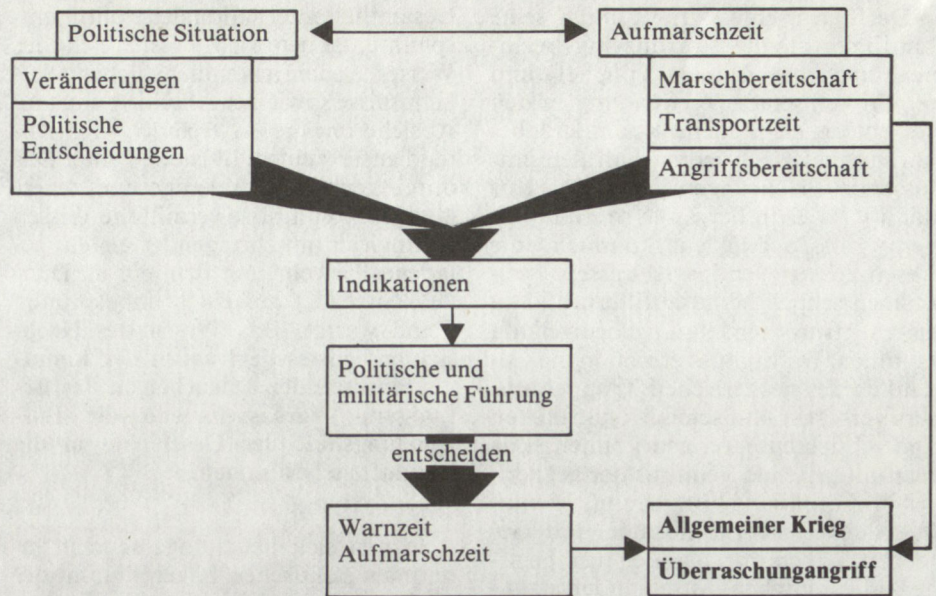 Politische Situation
Aufmarschzeit
Veränderungen
Politische
Entscheidungen
Marschbereitschaft
Transportzeit
Angriffsbereitschaft
Indikationen
Politische und
militärische Führung
entscheiden
Warnzeit
Aufmarschzeit
Allgemeiner Krieg
Überraschungangriff